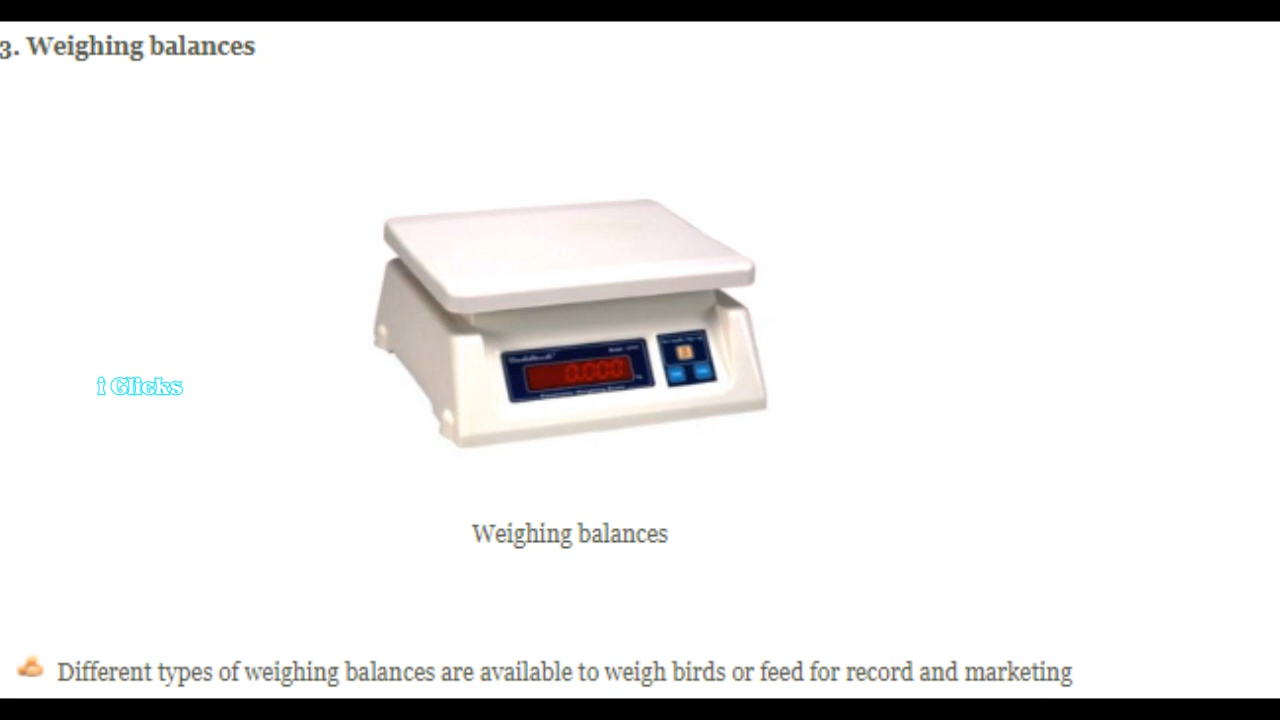 3. Weighing balances
0.000
i Glicks
Weighing balances
Different types of weighing balances are available to weigh birds or feed for record and marketing